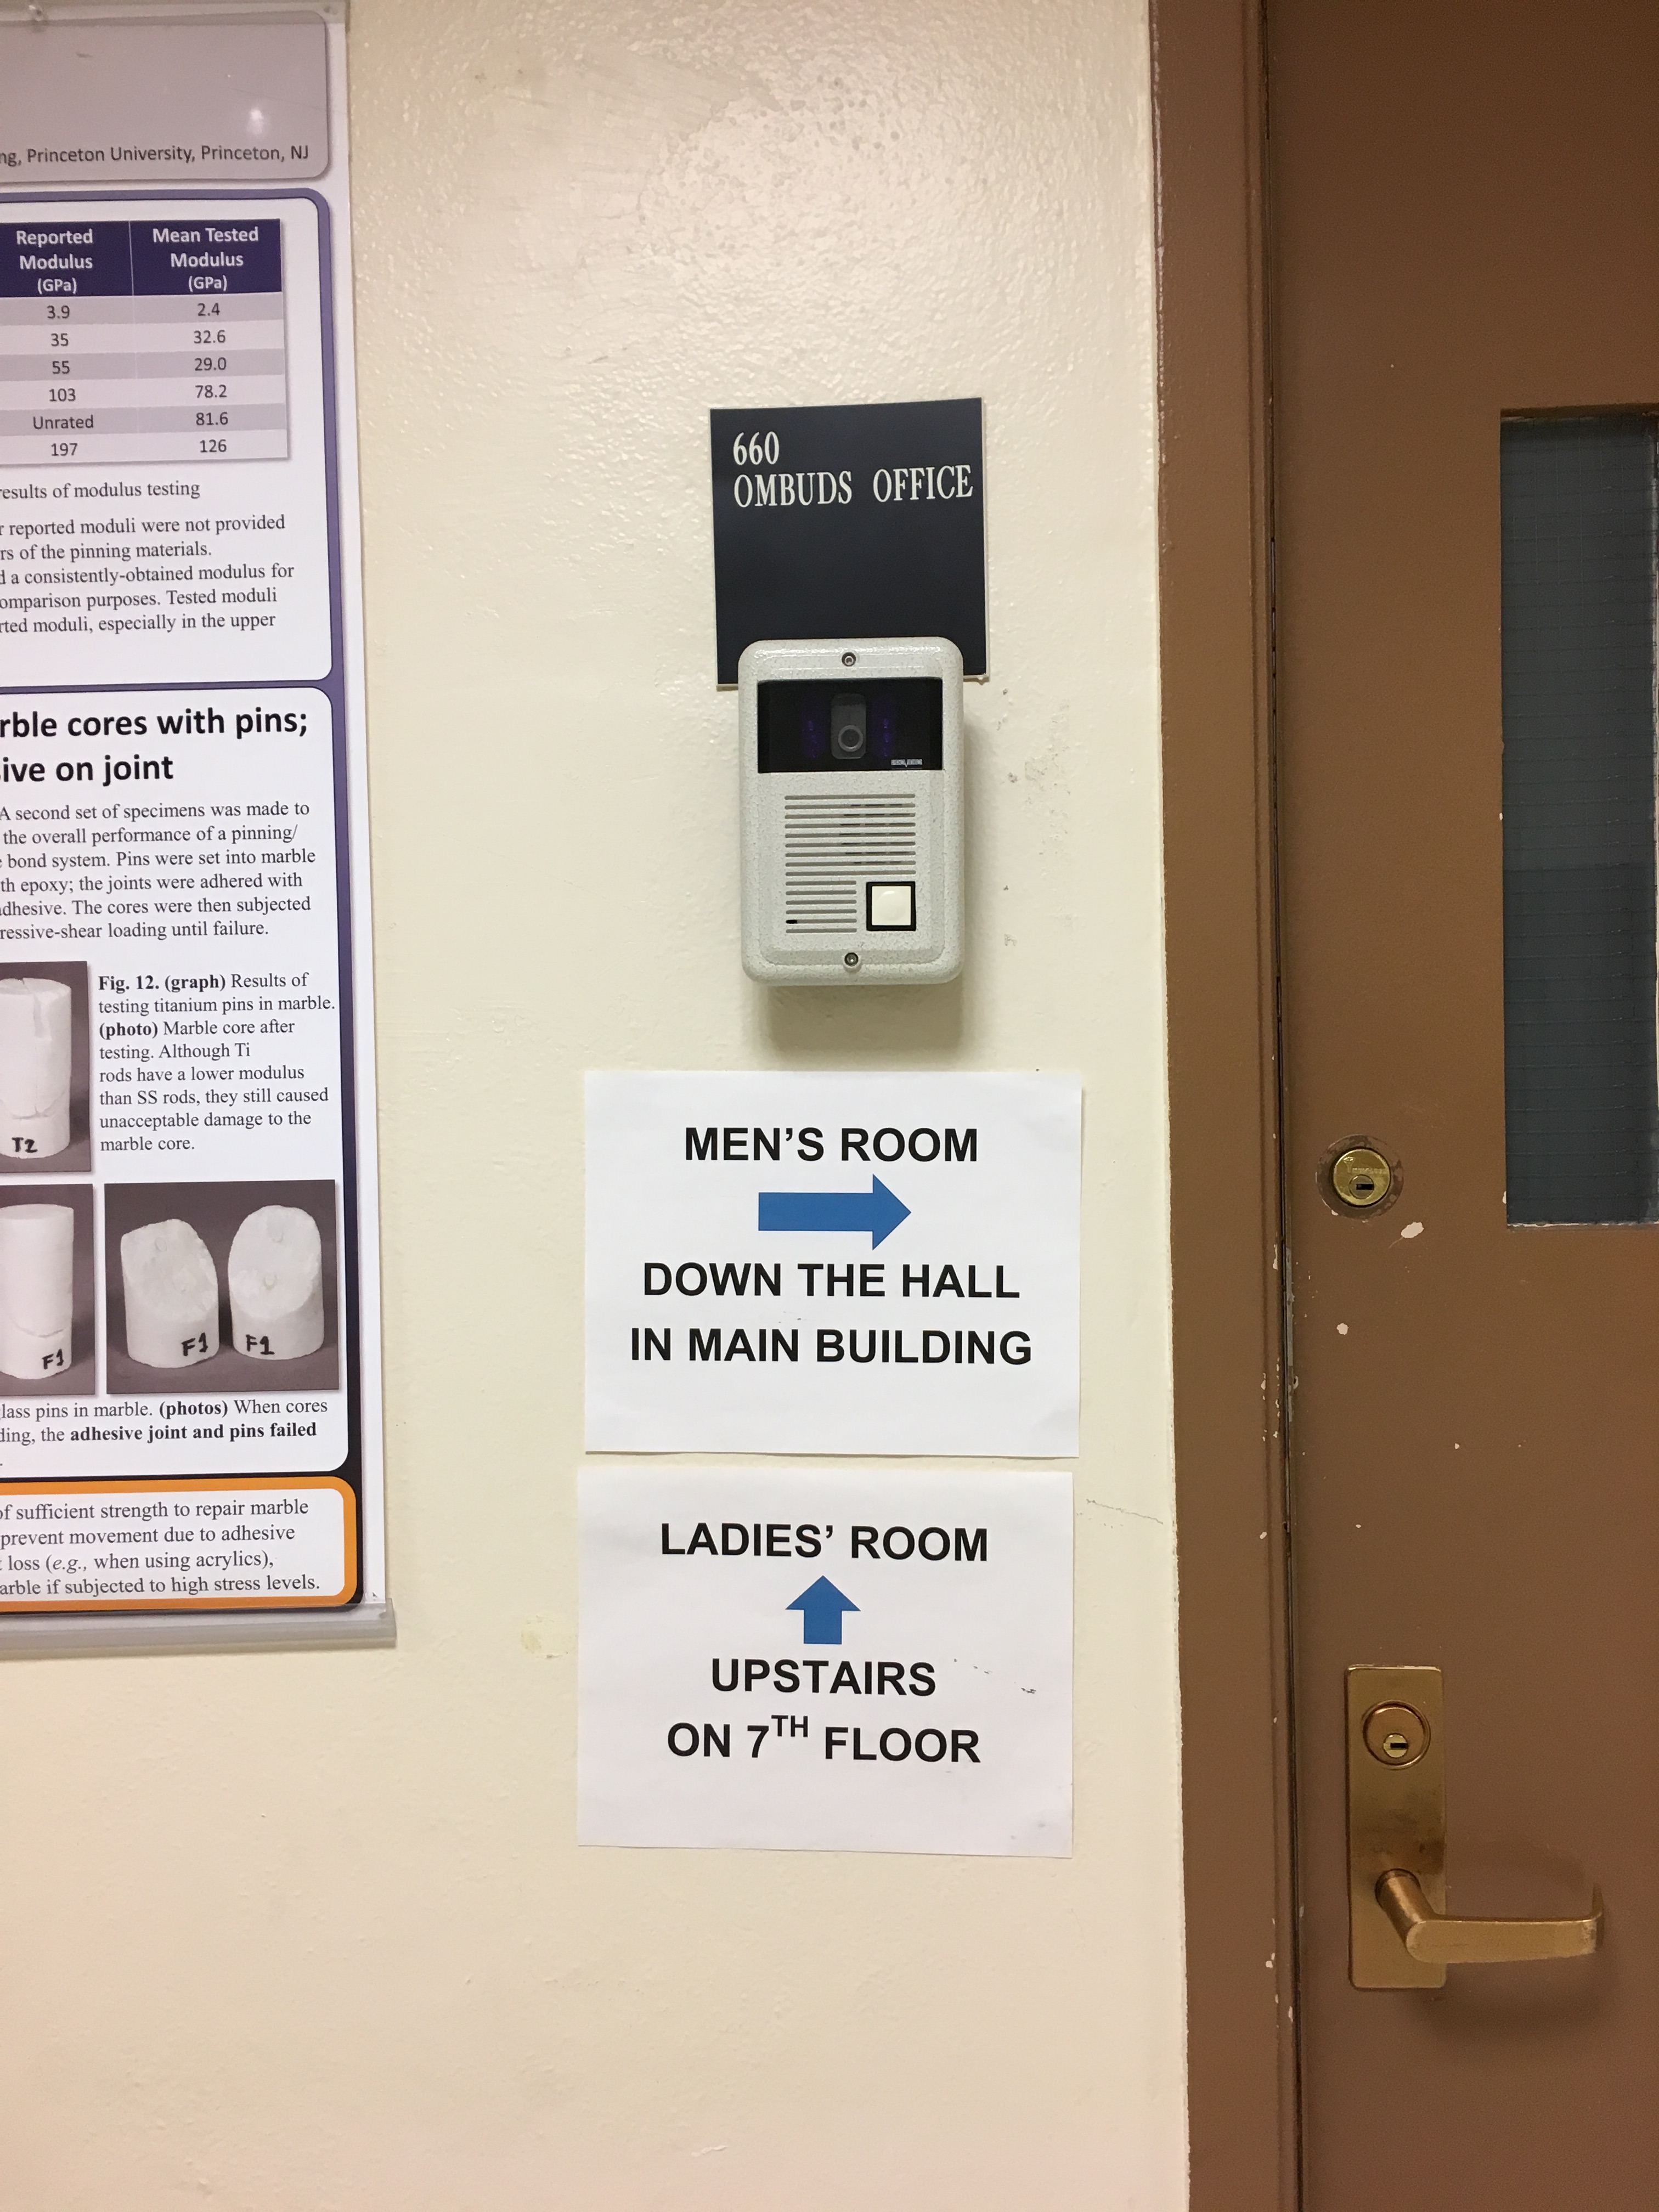 ng, Princeton University, Princeton, NJ
Reported Modulus (GPa) Mean Tested Modulus (GPa)
3.9 2.4
35 32.6
55 29.0
103 78.2
Unrated 81.6
197 126
results of modulus testing
r reported moduli were not provided
rs of the pinning materials.
d a consistently-obtained modulus for
omparison purposes. Tested moduli
rted moduli, especially in the upper
rble cores with pins;
ive on joint
A second set of specimens was made to
the overall performance of a pinning/
e bond system. Pins were set into marble
th epoxy; the joints were adhered with
adhesive. The cores were then subjected
ressive-shear loading until failure.
Fig. 12. (graph) Results of
testing titanium pins in marble.
(photo) Marble core after
testing. Although Ti
rods have a lower modulus
than SS rods, they still caused
unacceptable damage to the
marble core.
T2
F1
F1 F1
lass pins in marble. (photos) When cores
ding, the adhesive joint and pins failed
.
of sufficient strength to repair marble
prevent movement due to adhesive
t loss (e.g., when using acrylics),
arble if subjected to high stress levels.
660
OMBUDS OFFICE
MEN'S ROOM
DOWN THE HALL
IN MAIN BUILDING
LADIES' ROOM
UPSTAIRS
ON 7TH FLOOR